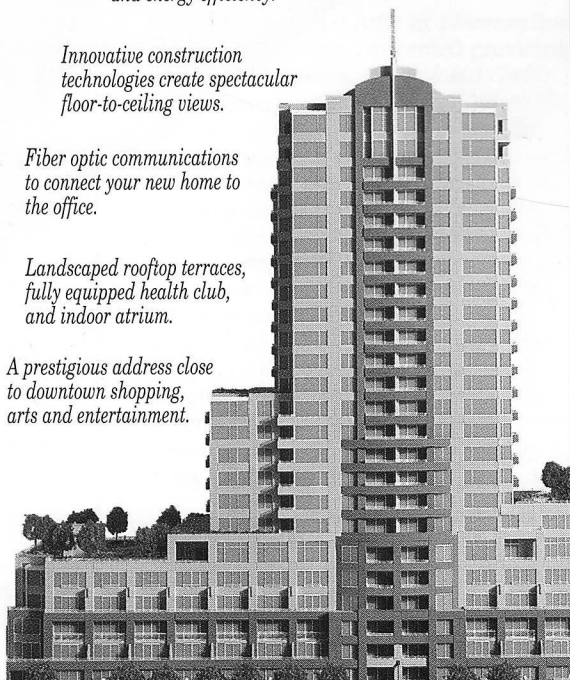 and energy efficiency.
Innovative construction
technologies create spectacular
floor-to-ceiling views.
Fiber optic communications
to connect your new home to
the office.
Landscaped rooftop terraces,
fully equipped health club,
and indoor atrium.
A prestigious address close
to downtown shopping,
arts and entertainment.